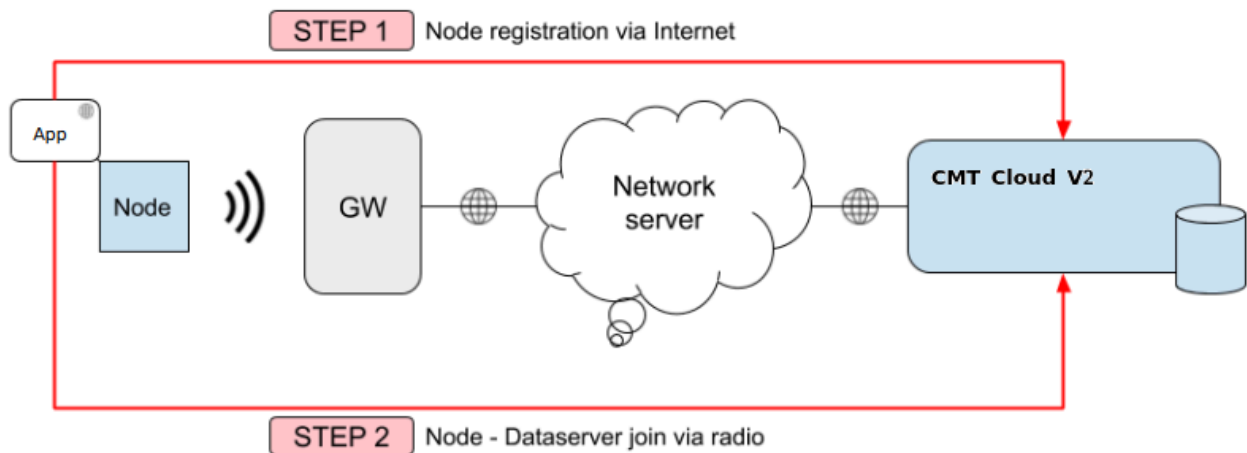 STEP 1 Node registration via Internet
App
Node
GW
Network
server
CMT Cloud V2
STEP 2 Node - Dataserver join via radio